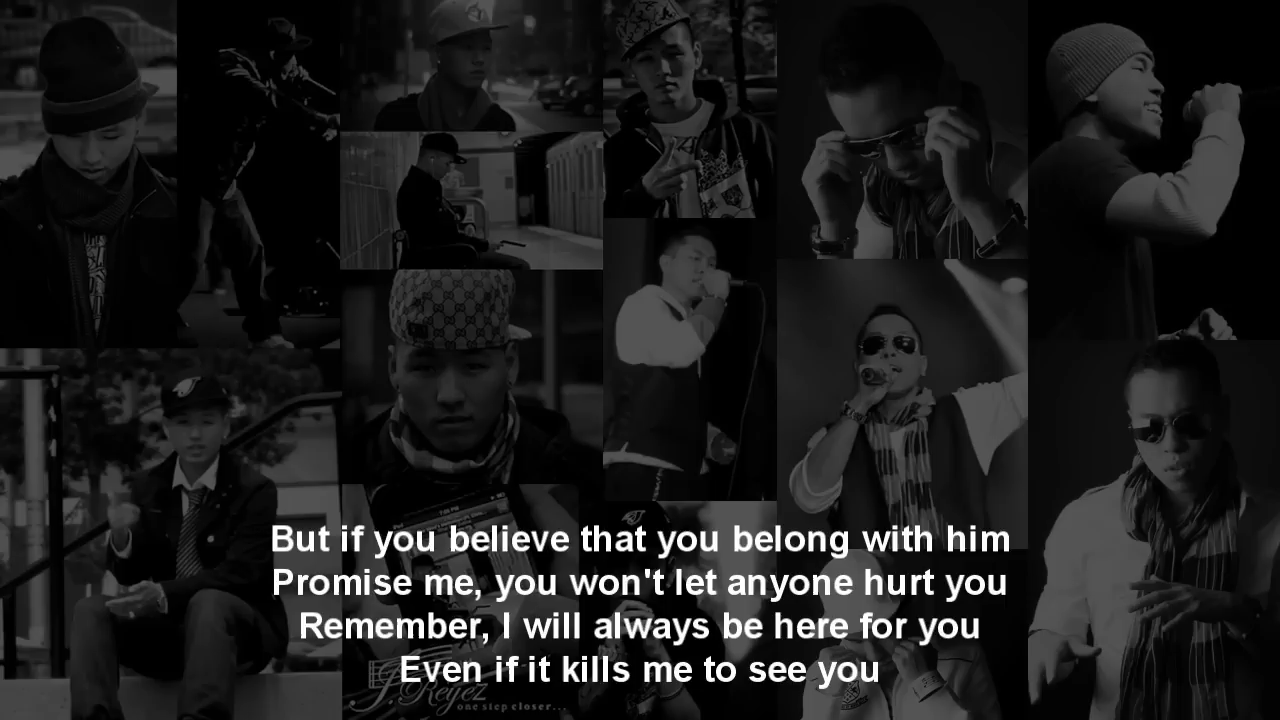 But if you believe that you belong with him
Promise me, you won't let anyone hurt you
Remember, I will always be here for you
Even if it kills me to see you
J.Reyez
one step closer...